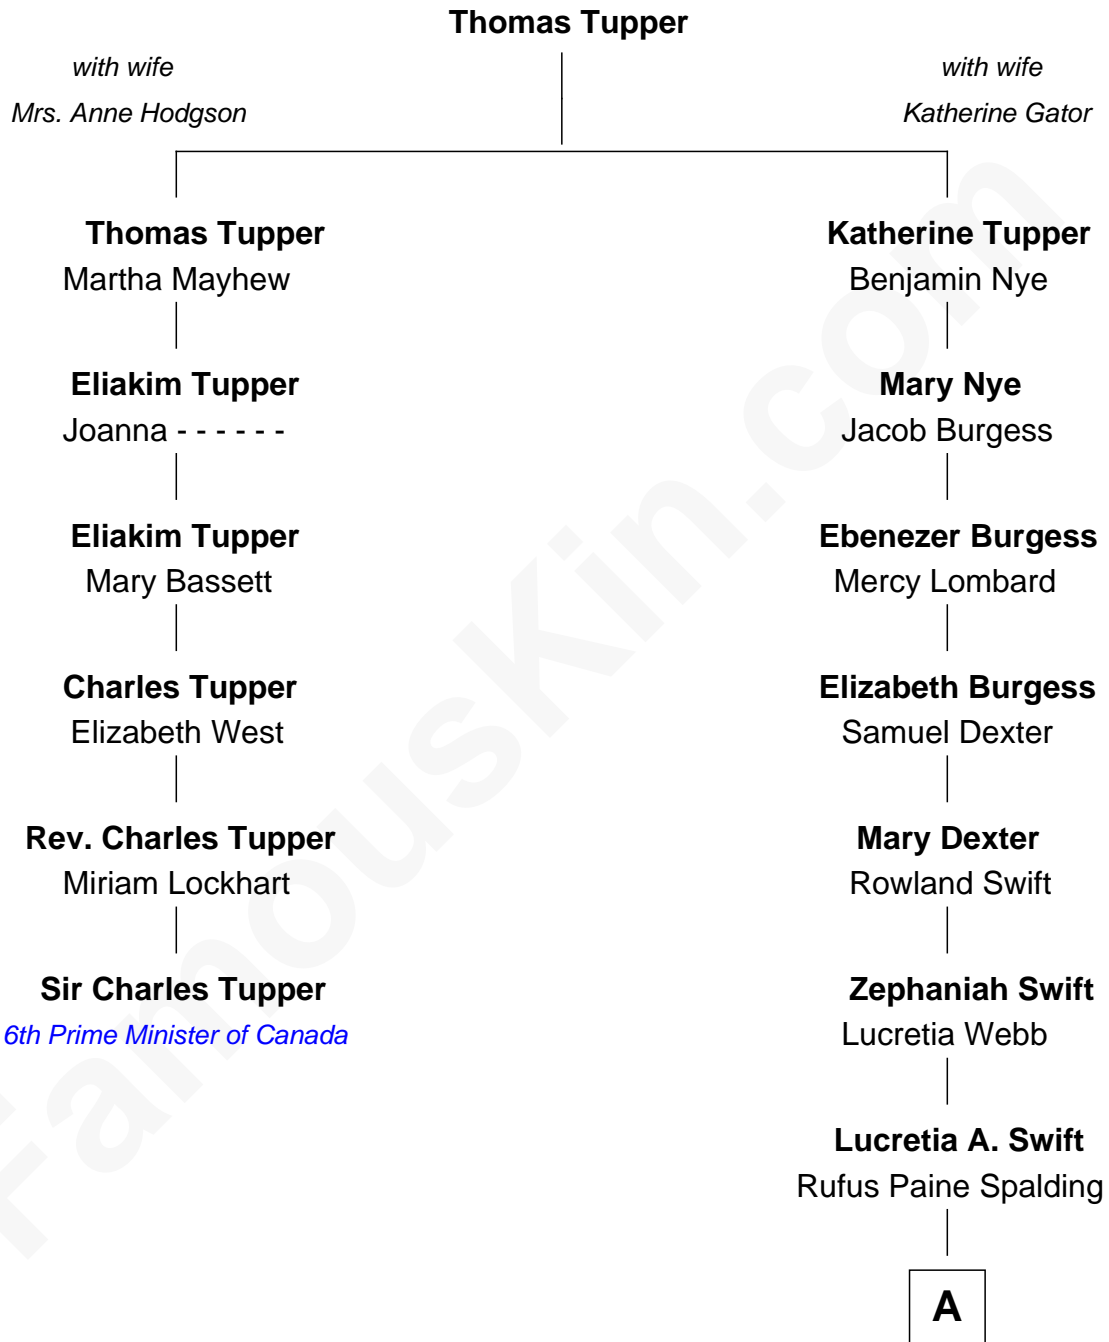 Thomas Tupper
with wife
Mrs. Anne Hodgson
with wife
Katherine Gator
Thomas Tupper
Martha Mayhew
Katherine Tupper
Benjamin Nye
Eliakim Tupper
Joanna - - - - - -
Mary Nye
Jacob Burgess
Eliakim Tupper
Mary Bassett
Ebenezer Burgess
Mercy Lombard
Charles Tupper
Elizabeth West
Elizabeth Burgess
Samuel Dexter
Rev. Charles Tupper
Miriam Lockhart
Mary Dexter
Rowland Swift
Sir Charles Tupper
6th Prime Minister of Canada
Zephaniah Swift
Lucretia Webb
Lucretia A. Swift
Rufus Paine Spalding
A
FamousKin.com